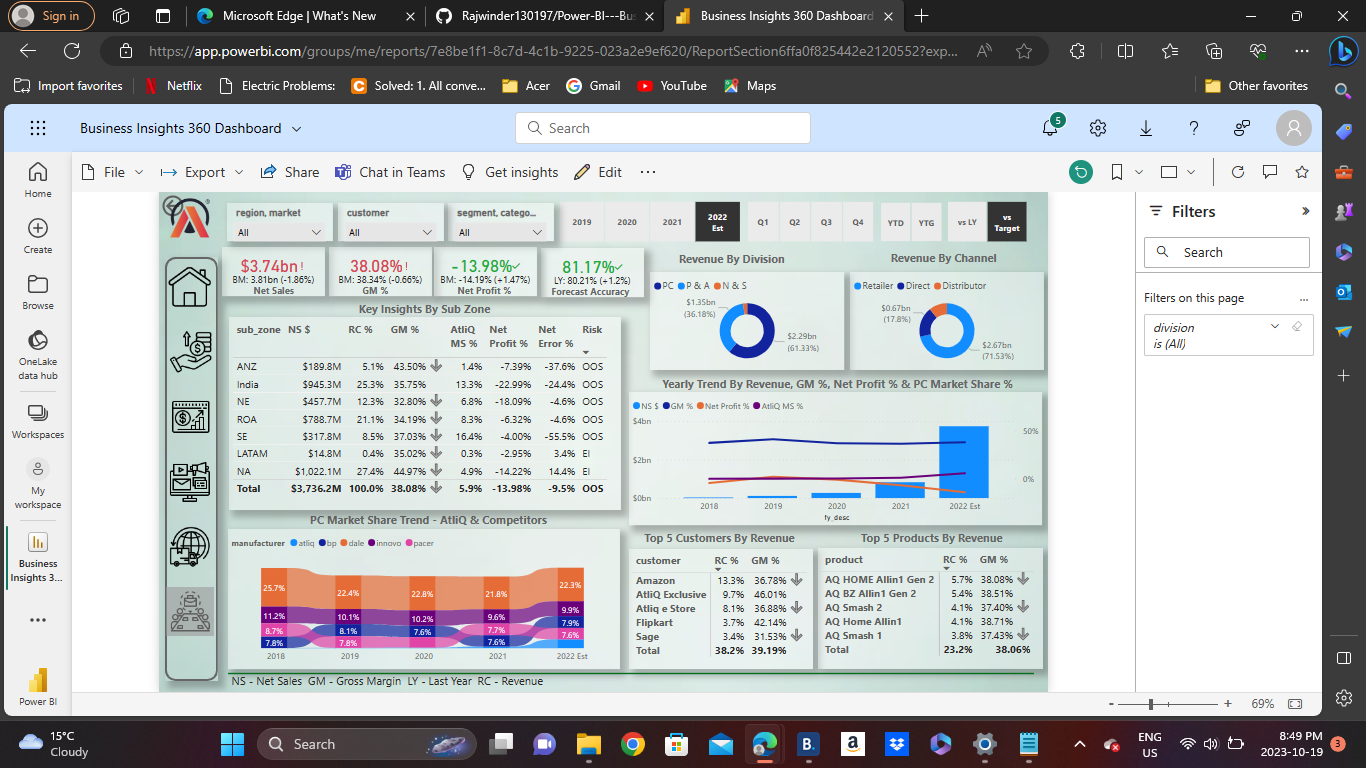 Sign in
Microsoft Edge | What's New
Rajwinder130197/Power-BI---Bu
Business Insights 360 Dashboard
https://app.powerbi.com/groups/me/reports/7e8be1f1-8c7d-4c1b-9225-023a2e9ef620/ReportSection6ffa0f825442e2120552?exp...
Import favorites
Netflix
Electric Problems:
Solved: 1. All conve...
Acer
Gmail
YouTube
Maps
Other favorites
Business Insights 360 Dashboard
Search
5
File
Export
Share
Chat in Teams
Get insights
Edit
Home
Create
Browse
OneLake
data hub
Workspaces
My
workspace
Business
Insights 3...
Power BI
region, market
All
customer
All
segment, catego...
All
2019
2020
2021
2022
Est
Q1
Q2
Q3
Q4
YTD
YTG
vs LY
vs
Target
$3.74bn!
BM: 3.81bn (-1.86%)
Net Sales
38.08%!
BM: 38.34% (-0.66%)
GM %
-13.98%✓
BM: -14.19% (+1.47%)
Net Profit %
81.17%✓
LY: 80.21% (+1.2%)
Forecast Accuracy
Revenue By Division
PC P & A N & S
$1.35bn
(36.18%)
$2.29bn
(61.33%)
Revenue By Channel
Retailer Direct Distributor
$0.67bn
(17.8%)
$2.67bn
(71.53%)
Key Insights By Sub Zone
sub_zone NS $ RC % GM % AtliQ MS % Net Profit % Net Error % Risk
ANZ $189.8M 5.1% 43.50% 1.4% -7.39% -37.6% OOS
India $945.3M 25.3% 35.75% 13.3% -22.99% -24.4% OOS
NE $457.7M 12.3% 32.80% 6.8% -18.09% -4.6% OOS
ROA $788.7M 21.1% 34.19% 8.3% -6.32% -4.6% OOS
SE $317.8M 8.5% 37.03% 16.4% -4.00% -55.5% OOS
LATAM $14.8M 0.4% 35.02% 0.3% -2.95% 3.4% EI
NA $1,022.1M 27.4% 44.97% 4.9% -14.22% 14.4% EI
Total $3,736.2M 100.0% 38.08% 5.9% -13.98% -9.5% OOS
Yearly Trend By Revenue, GM %, Net Profit % & PC Market Share %
NS $ GM % Net Profit % AtliQ MS %
$4bn
$2bn
$0bn
50%
0%
2018 2019 2020 2021 2022 Est
fy_desc
PC Market Share Trend - AtliQ & Competitors
manufacturer atliq bp dale innovo pacer
25.7% 22.4% 22.8% 21.8% 22.3%
11.2% 10.1% 10.2% 9.6% 9.9%
8.7% 8.1% 7.6% 7.7% 7.9%
7.8% 7.8% 7.6% 7.6%
2018 2019 2020 2021 2022 Est
Top 5 Customers By Revenue
customer RC % GM %
Amazon 13.3% 36.78%
AtliQ Exclusive 9.7% 46.01%
Atliq e Store 8.1% 36.88%
Flipkart 3.7% 42.14%
Sage 3.4% 31.53%
Total 38.2% 39.19%
Top 5 Products By Revenue
product RC % GM %
AQ HOME Allin1 Gen 2 5.7% 38.08%
AQ BZ Allin1 Gen 2 5.4% 38.51%
AQ Smash 2 4.1% 37.40%
AQ Home Allin1 4.1% 38.71%
AQ Smash 1 3.8% 37.43%
Total 23.2% 38.06%
NS - Net Sales GM - Gross Margin LY - Last Year RC - Revenue
Filters
Search
Filters on this page
...
division
is (All)
- + 69%
15°C
Cloudy
Search
B.
a
ENG
US
8:49 PM
2023-10-19
3